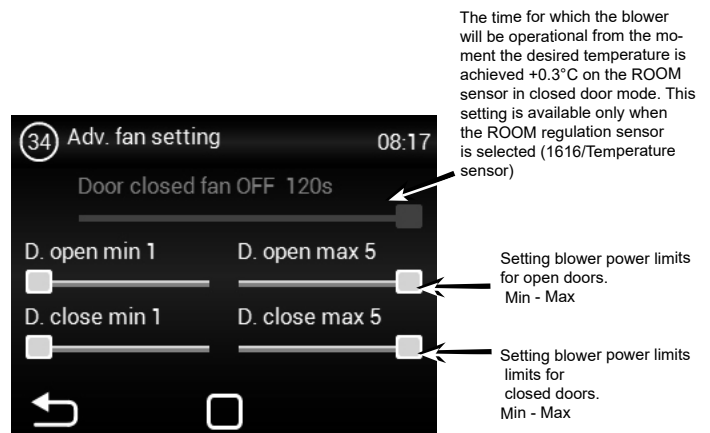 The time for which the blower
will be operational from the mo-
ment the desired temperature is
achieved +0.3°C on the ROOM
sensor in closed door mode. This
setting is available only when
the ROOM regulation sensor
is selected (1616/Temperature
sensor)
34 Adv. fan setting 08:17
Door closed fan OFF 120s
D. open min 1 D. open max 5
Setting blower power limits
for open doors.
Min - Max
D. close min 1 D. close max 5
Setting blower power limits
limits for
closed doors.
Min - Max